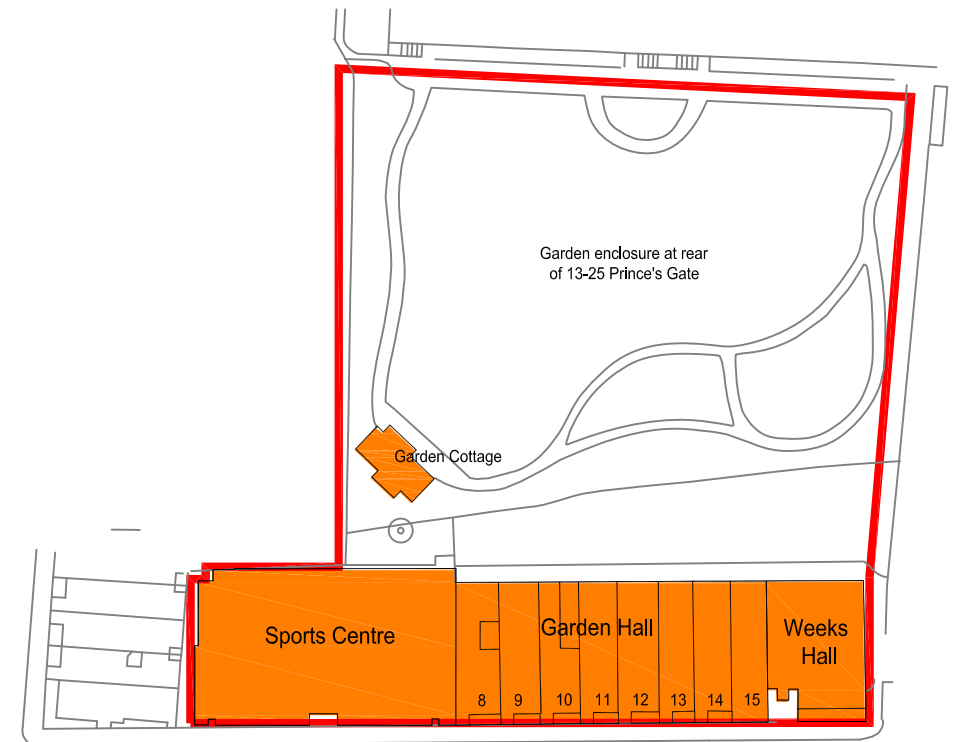 Garden enclosure at rear
of 13-25 Prince's Gate
Garden Cottage
Sports Centre
Garden Hall
Weeks
Hall
8 9 10 11 12 13 14 15